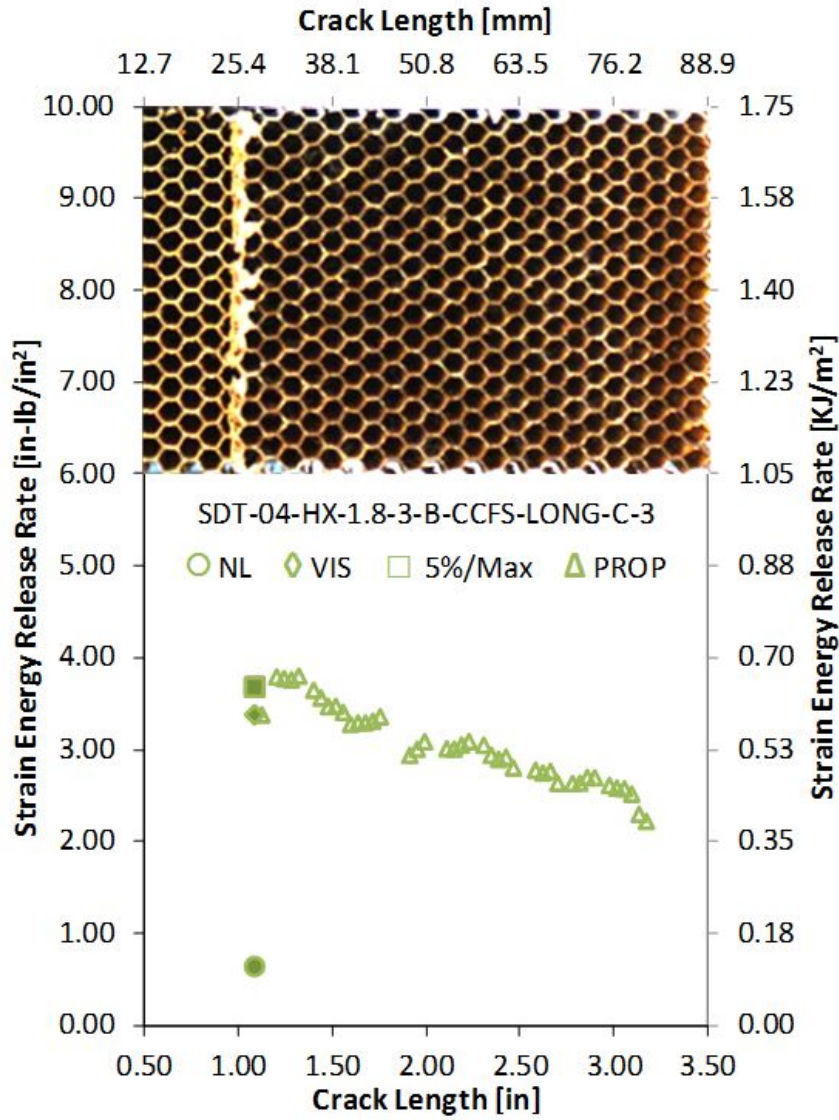 Crack Length [mm]
12.7 25.4 38.1 50.8 63.5 76.2 88.9
Strain Energy Release Rate [in-lb/in²]
10.00
9.00
8.00
7.00
6.00
5.00
4.00
3.00
2.00
1.00
0.00
SDT-04-HX-1.8-3-B-CCFS-LONG-C-3
NL VIS 5%/Max PROP
1.75
1.58
1.40
1.23
1.05
0.88
0.70
0.53
0.35
0.18
0.00
Strain Energy Release Rate [KJ/m²]
0.50 1.00 1.50 2.00 2.50 3.00 3.50
Crack Length [in]